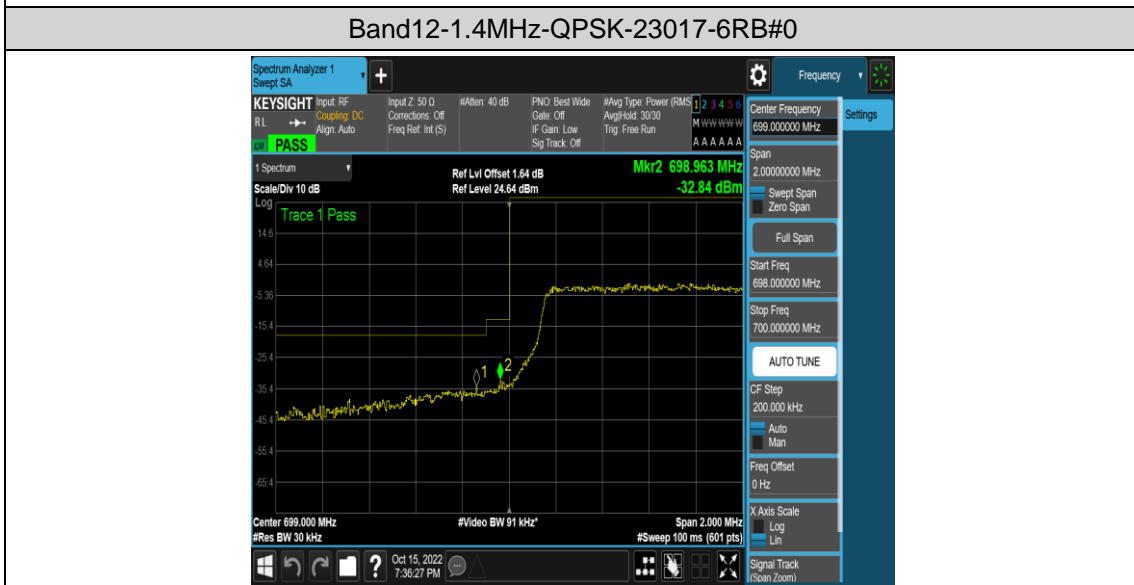 Band12-1.4MHz-QPSK-23017-6RB#0
Spectrum Analyzer 1
Swept SA
+
Frequency
KEYSIGHT
Input: RF
Input Z: 50 Ω
#Atten: 40 dB
PNO: Best Wide
#Avg Type: Power (RMS
1 2 3 4 5 6
RL
Coupling: DC
Corrections: Off
Gate: Off
Avg|Hold: 30/30
M W W W W W
Align: Auto
Freq Ref: Int (S)
IF Gain: Low
Trig: Free Run
Sig Track: Off
A A A A A A
PASS
Center Frequency
699.000000 MHz
Settings
Span
2.00000000 MHz
Swept Span
Zero Span
Full Span
Start Freq
698.000000 MHz
Stop Freq
700.000000 MHz
AUTO TUNE
CF Step
200.000 kHz
Auto
Man
Freq Offset
0 Hz
X Axis Scale
Log
Lin
Signal Track
(Span Zoom)
1 Spectrum
Ref Lvl Offset 1.64 dB
Mkr2 698.963 MHz
Scale/Div 10 dB
Ref Level 24.64 dBm
-32.84 dBm
Log
Trace 1 Pass
14.6
4.64
-5.36
-15.4
-25.4
1
2
-35.4
-45.4
-55.4
-65.4
Center 699.000 MHz
#Video BW 91 kHz*
Span 2.000 MHz
#Res BW 30 kHz
#Sweep 100 ms (601 pts)
?
Oct 15, 2022
7:36:27 PM